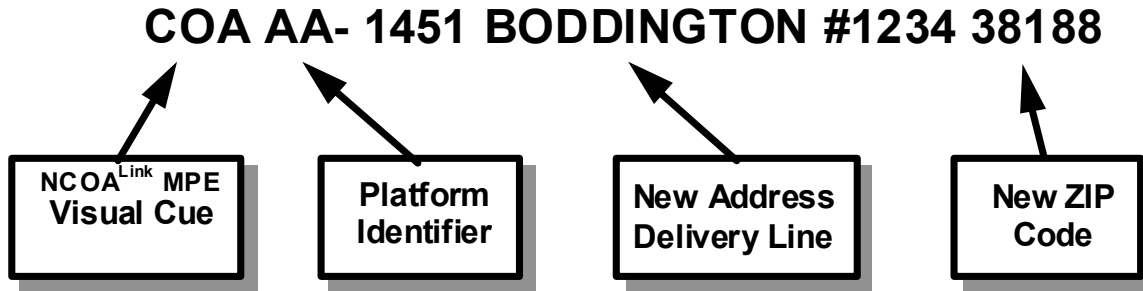 COA AA- 1451 BODDINGTON #1234 38188
NCOALink MPE
Visual Cue
Platform
Identifier
New Address
Delivery Line
New ZIP
Code